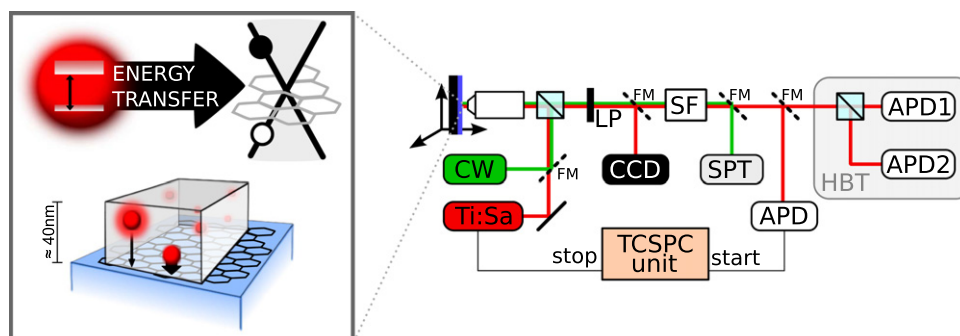 ENERGY
TRANSFER
≈ 40nm
FM
FM
FM
LP
SF
APD1
CW
FM
CCD
SPT
APD2
HBT
Ti:Sa
APD
stop
TCSPC
unit
start